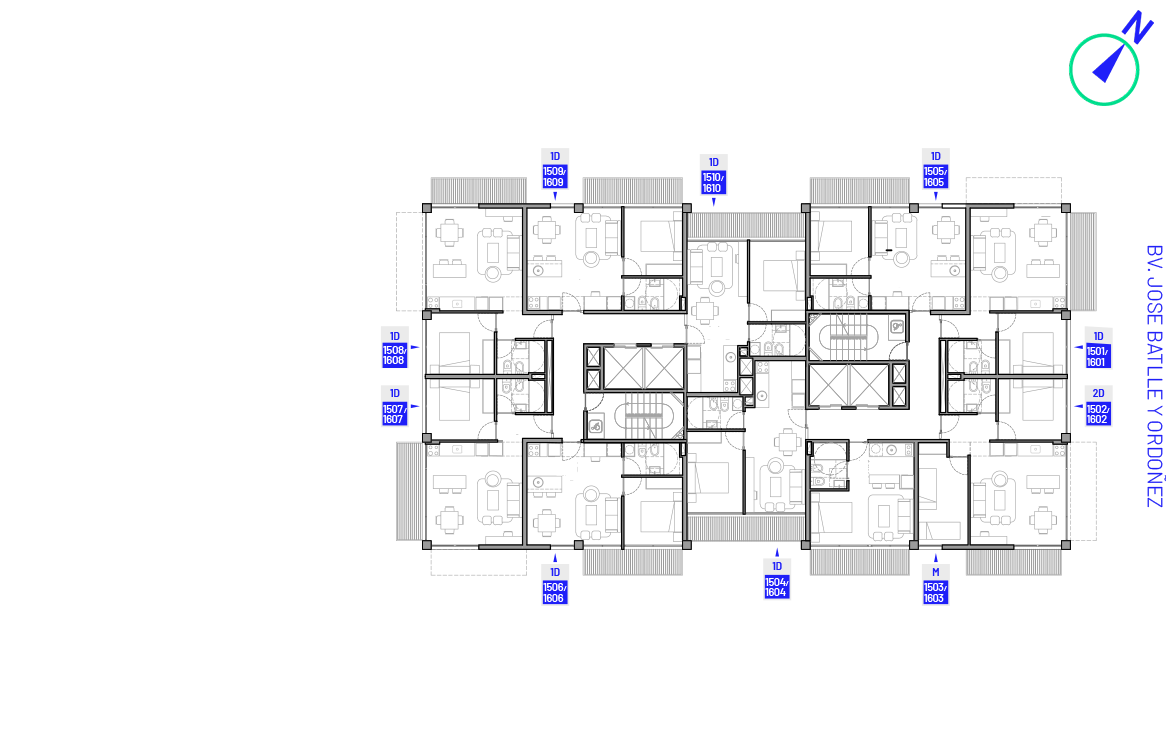 N
1D
1509/
1609
1D
1510/
1610
1D
1505/
1605
1D
1508/
1608
1D
1501/
1601
1D
1507/
1607
2D
1502/
1602
BV. JOSE BATLLE Y ORDOÑEZ
1D
1506/
1606
1D
1504/
1604
M
1503/
1603